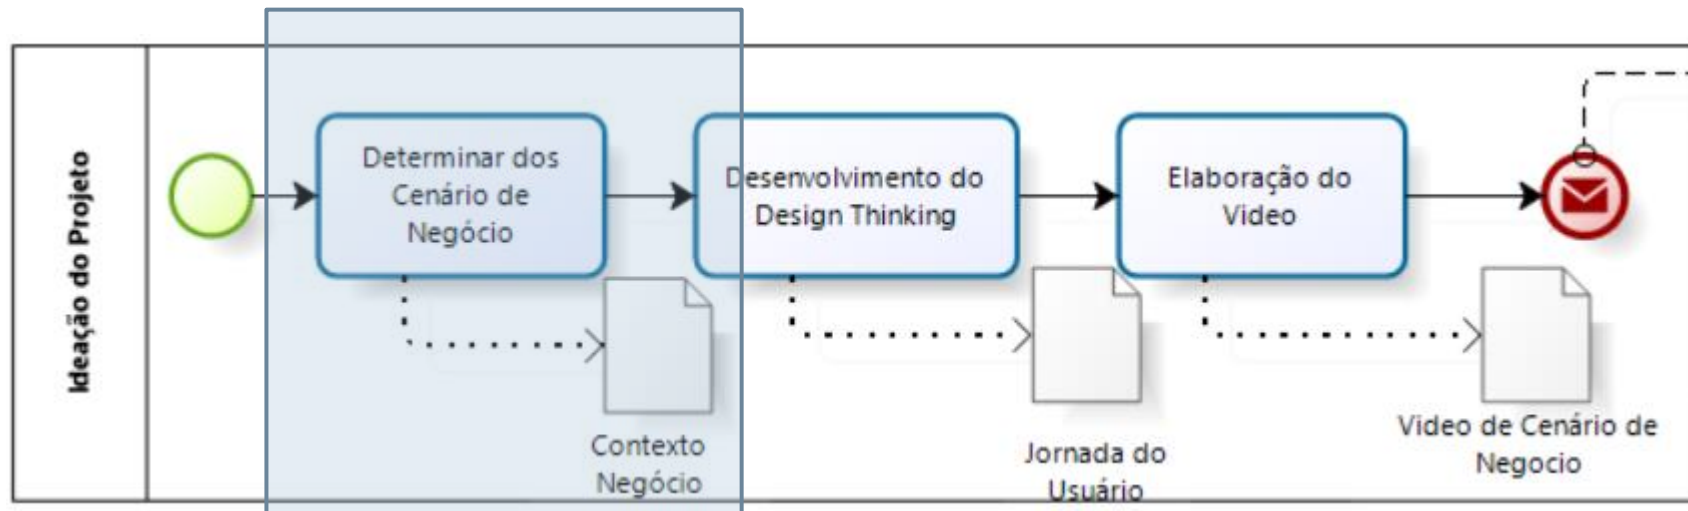 Ideação do Projeto
Determinar dos
Cenário de
Negócio
Desenvolvimento do
Design Thinking
Elaboração do
Video
Contexto
Negócio
Jornada do
Usuário
Video de Cenário de
Negocio